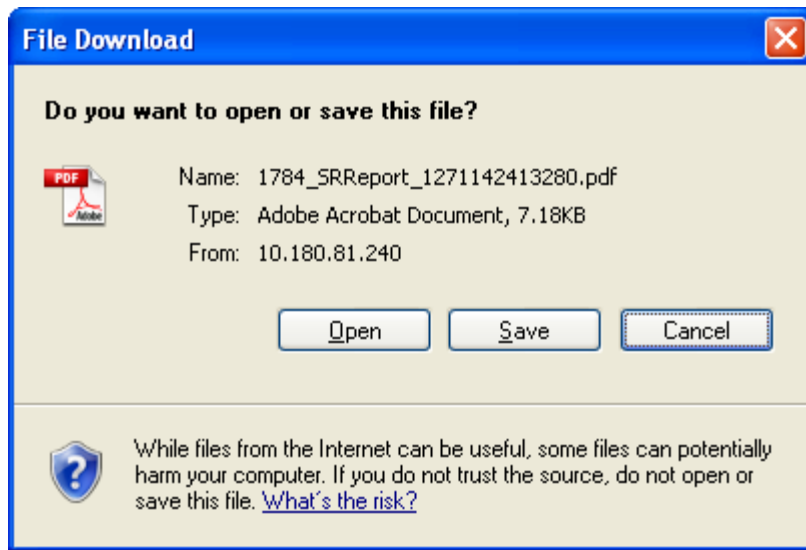 File Download
Do you want to open or save this file?
PDF
Adobe
Name: 1784_SRReport_1271142413280.pdf
Type: Adobe Acrobat Document, 7.18KB
From: 10.180.81.240
Open Save Cancel
?
While files from the Internet can be useful, some files can potentially
harm your computer. If you do not trust the source, do not open or
save this file. What's the risk?